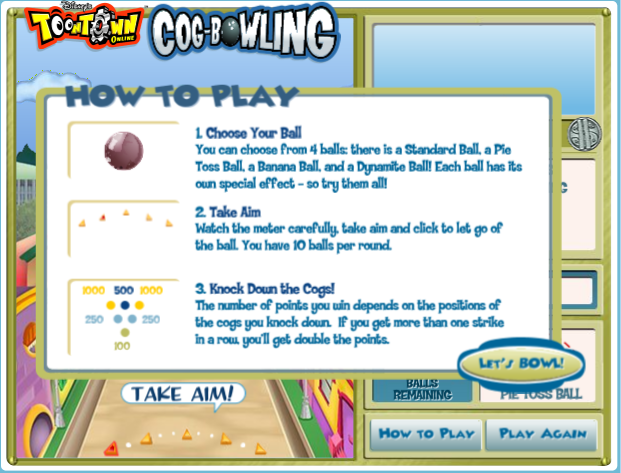 Disney's
TOONTOWN
ONLINE
COG-BOWLING
HOW TO PLAY
1. Choose Your Ball
You can choose from 4 balls: there is a Standard Ball, a Pie
Toss Ball, a Banana Ball, and a Dynamite Ball! Each ball has its
own special effect - so try them all!
2. Take Aim
Watch the meter carefully, take aim and click to let go of
the ball. You have 10 balls per round.
1000 500 1000
250 250
100
3. Knock Down the Cogs!
The number of points you win depends on the positions of
the cogs you knock down. If you get more than one strike
in a row, you'll get double the points.
LET'S BOWL!
TAKE AIM!
BALLS
REMAINING
PIE TOSS BALL
HOW TO PLAY
PLAY AGAIN